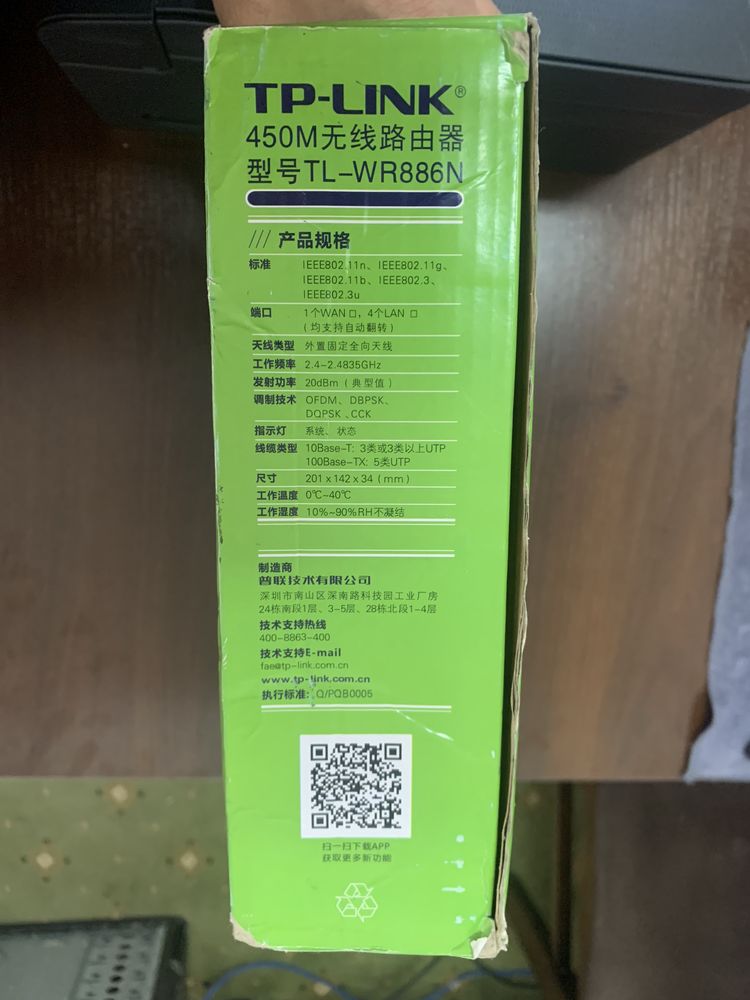 TP-LINK®
450M无线路由器
型号TL-WR886N
/// 产品规格
标准 IEEE802.11n、IEEE802.11g、
IEEE802.11b、IEEE802.3、
IEEE802.3u
端口 1个WAN口，4个LAN口
(均支持自动翻转)
天线类型 外置固定全向天线
工作频率 2.4-2.4835GHz
发射功率 20dBm (典型值)
调制技术 OFDM、DBPSK、
DQPSK、CCK
指示灯 系统、状态
线缆类型 10Base-T: 3类或3类以上UTP
100Base-TX: 5类UTP
尺寸 201 x 142 x 34 (mm)
工作温度 0℃-40℃
工作湿度 10%~90%RH不凝结
制造商
普联技术有限公司
深圳市南山区深南路科技园工业厂房
24栋南段1层、3-5层、28栋北段1-4层
技术支持热线
400-8863-400
技术支持E-mail
fae@tp-link.com.cn
www.tp-link.com.cn
执行标准: Q/PQB0005
扫一扫下载APP
获取更多新功能